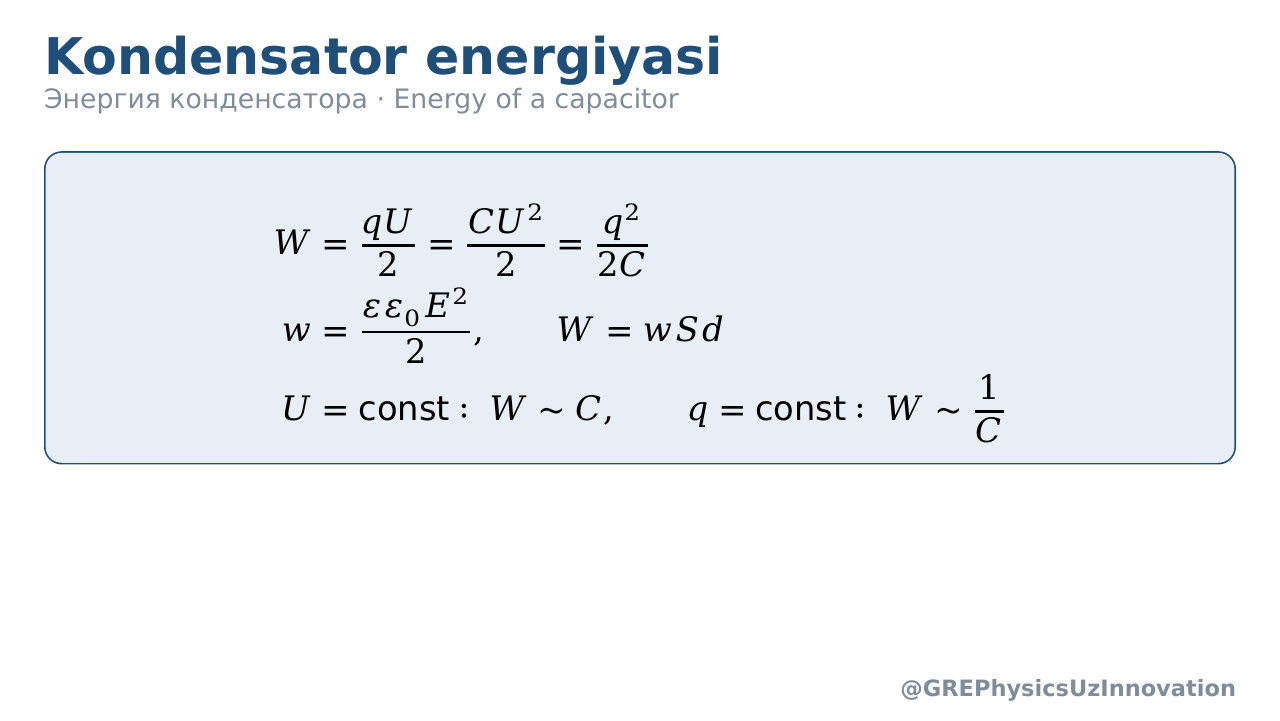 Kondensator energiyasi
Энергия конденсатора · Energy of a capacitor
W = qU/2 = CU²/2 = q²/2C
w = εε₀E²/2, W = wSd
U = const : W ~ C, q = const : W ~ 1/C
@GREPhysicsUzInnovation